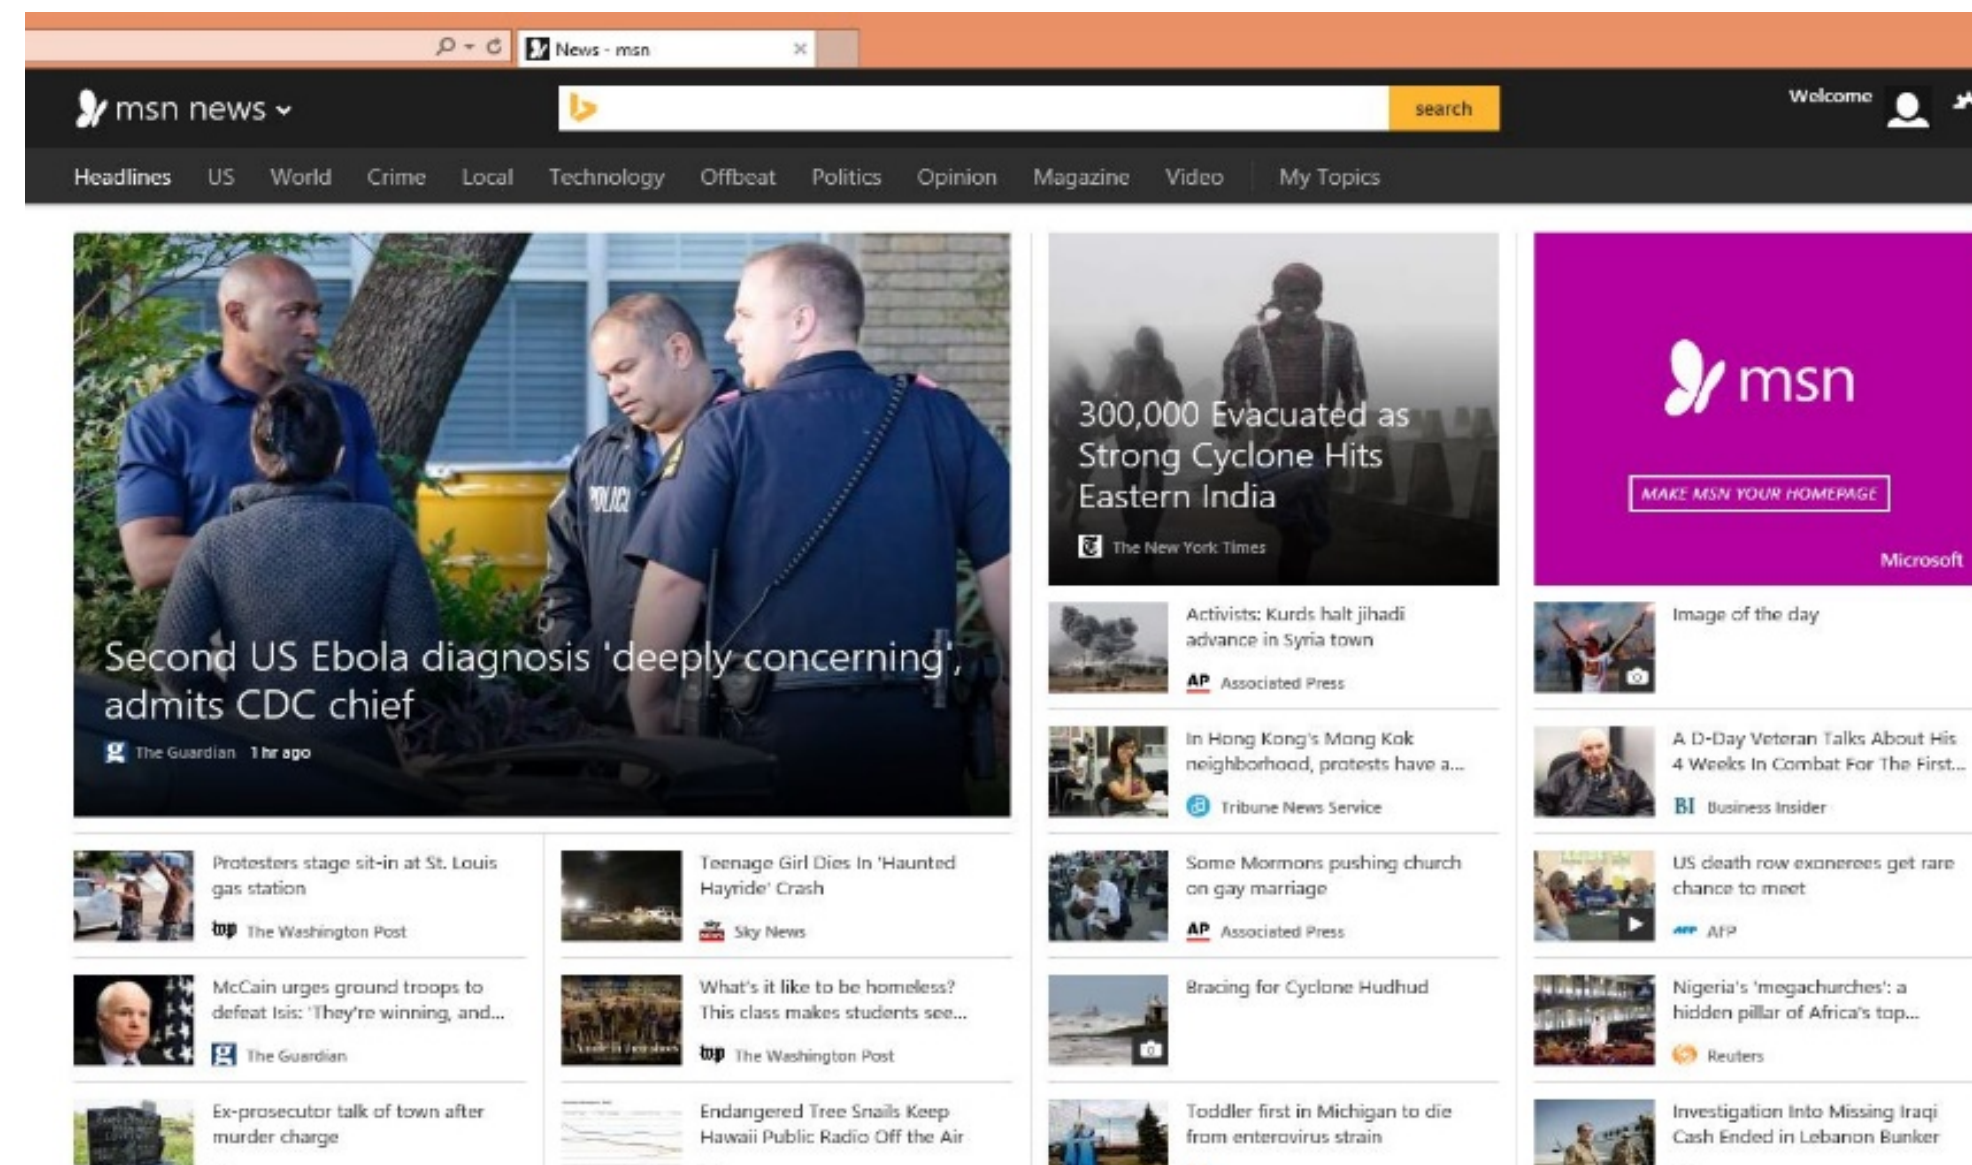 News - msn
msn news
search
Welcome
Headlines US World Crime Local Technology Offbeat Politics Opinion Magazine Video My Topics
POLICE
Second US Ebola diagnosis 'deeply concerning',
admits CDC chief
g The Guardian 1 hr ago
300,000 Evacuated as
Strong Cyclone Hits
Eastern India
The New York Times
msn
MAKE MSN YOUR HOMEPAGE
Microsoft
Protesters stage sit-in at St. Louis
gas station
wp The Washington Post
McCain urges ground troops to
defeat Isis: 'They're winning, and...
g The Guardian
Ex-prosecutor talk of town after
murder charge
Teenage Girl Dies In 'Haunted
Hayride' Crash
sky news Sky News
What's it like to be homeless?
This class makes students see...
wp The Washington Post
Endangered Tree Snails Keep
Hawaii Public Radio Off the Air
Activists: Kurds halt jihadi
advance in Syria town
AP Associated Press
In Hong Kong's Mong Kok
neighborhood, protests have a...
Tribune News Service
Some Mormons pushing church
on gay marriage
AP Associated Press
Bracing for Cyclone Hudhud
Toddler first in Michigan to die
from enterovirus strain
Image of the day
A D-Day Veteran Talks About His
4 Weeks In Combat For The First...
BI Business Insider
US death row exonerees get rare
chance to meet
AFP AFP
Nigeria's 'megachurches': a
hidden pillar of Africa's top...
Reuters
Investigation Into Missing Iraqi
Cash Ended in Lebanon Bunker